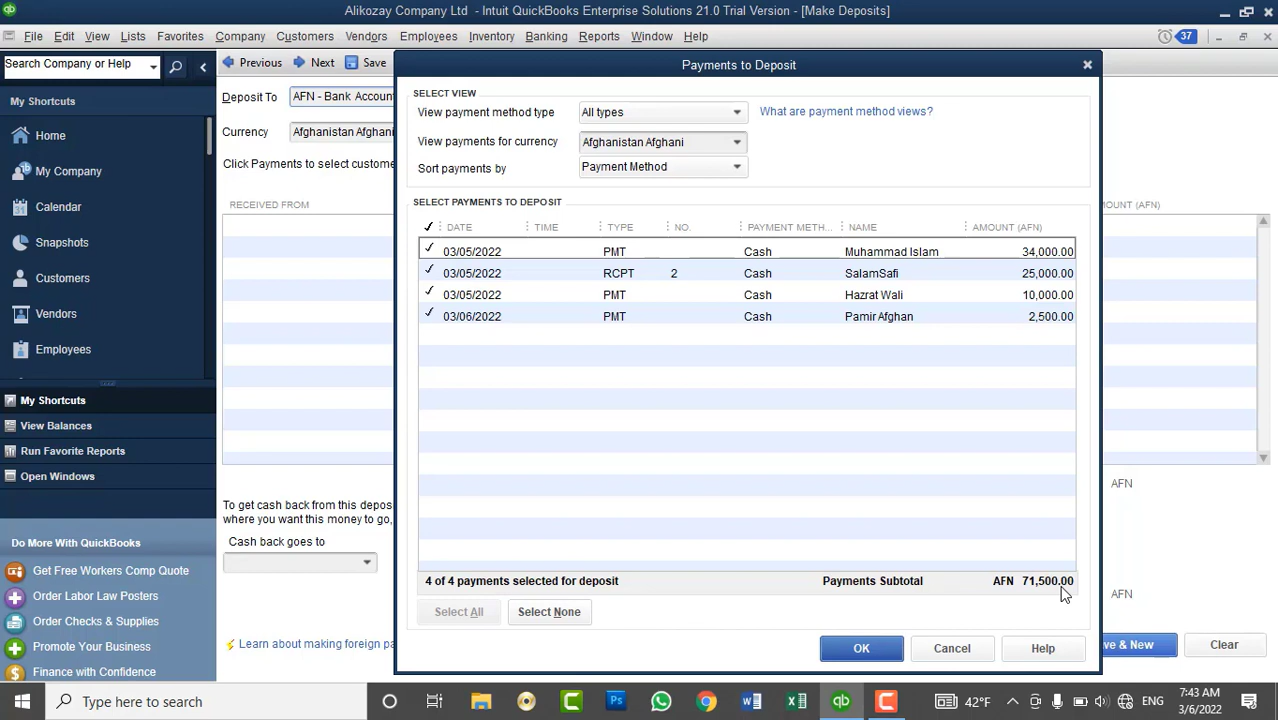 Alikozay Company Ltd - Intuit QuickBooks Enterprise Solutions 21.0 Trial Version - [Make Deposits]
File Edit View Lists Favorites Company Customers Vendors Employees Inventory Banking Reports Window Help 37
Search Company or Help
My Shortcuts
Home
My Company
Calendar
Snapshots
Customers
Vendors
Employees
My Shortcuts
View Balances
Run Favorite Reports
Open Windows
Do More With QuickBooks
Get Free Workers Comp Quote
Order Labor Law Posters
Order Checks & Supplies
Promote Your Business
Finance with Confidence
Previous Next Save
Deposit To AFN - Bank Account
Currency Afghanistan Afghani
Click Payments to select custome
RECEIVED FROM
OUNT (AFN)
To get cash back from this depos
where you want this money to go,
Cash back goes to
Learn about making foreign pa
AFN
AFN
ve & New Clear
Payments to Deposit
SELECT VIEW
View payment method type All types What are payment method views?
View payments for currency Afghanistan Afghani
Sort payments by Payment Method
SELECT PAYMENTS TO DEPOSIT
✓ DATE TIME TYPE NO. PAYMENT METH... NAME AMOUNT (AFN)
✓ 03/05/2022 PMT Cash Muhammad Islam 34,000.00
✓ 03/05/2022 RCPT 2 Cash SalamSafi 25,000.00
✓ 03/05/2022 PMT Cash Hazrat Wali 10,000.00
✓ 03/06/2022 PMT Cash Pamir Afghan 2,500.00
4 of 4 payments selected for deposit Payments Subtotal AFN 71,500.00
Select All Select None
OK Cancel Help
Type here to search
42°F ENG 7:43 AM
3/6/2022